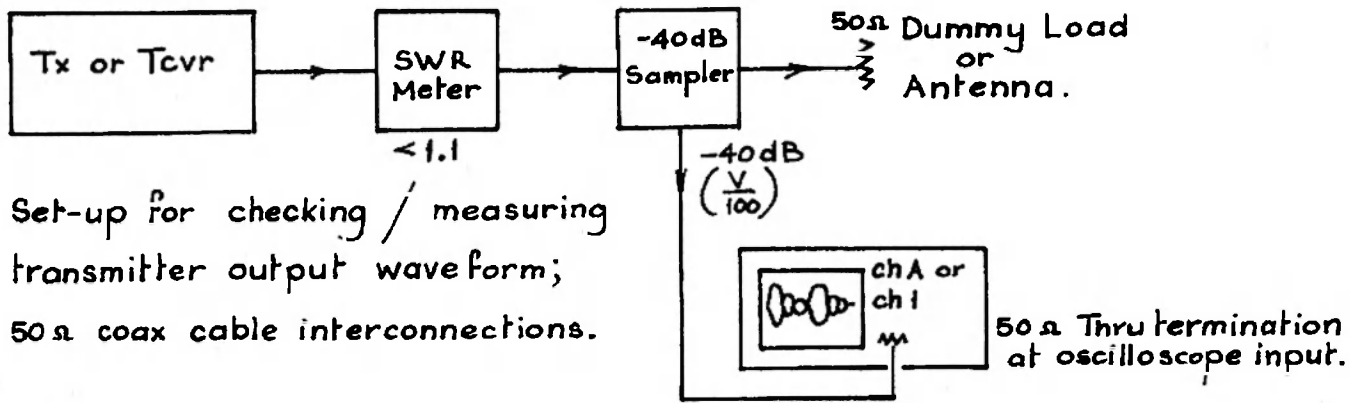 Tx or Tcvr
SWR
Meter
<1.1
-40dB
Sampler
50Ω Dummy Load
or
Antenna.
-40dB
(V/100)
Set-up for checking / measuring
transmitter output waveform;
50Ω coax cable interconnections.
chA or
ch1
50Ω Thru termination
at oscilloscope input.